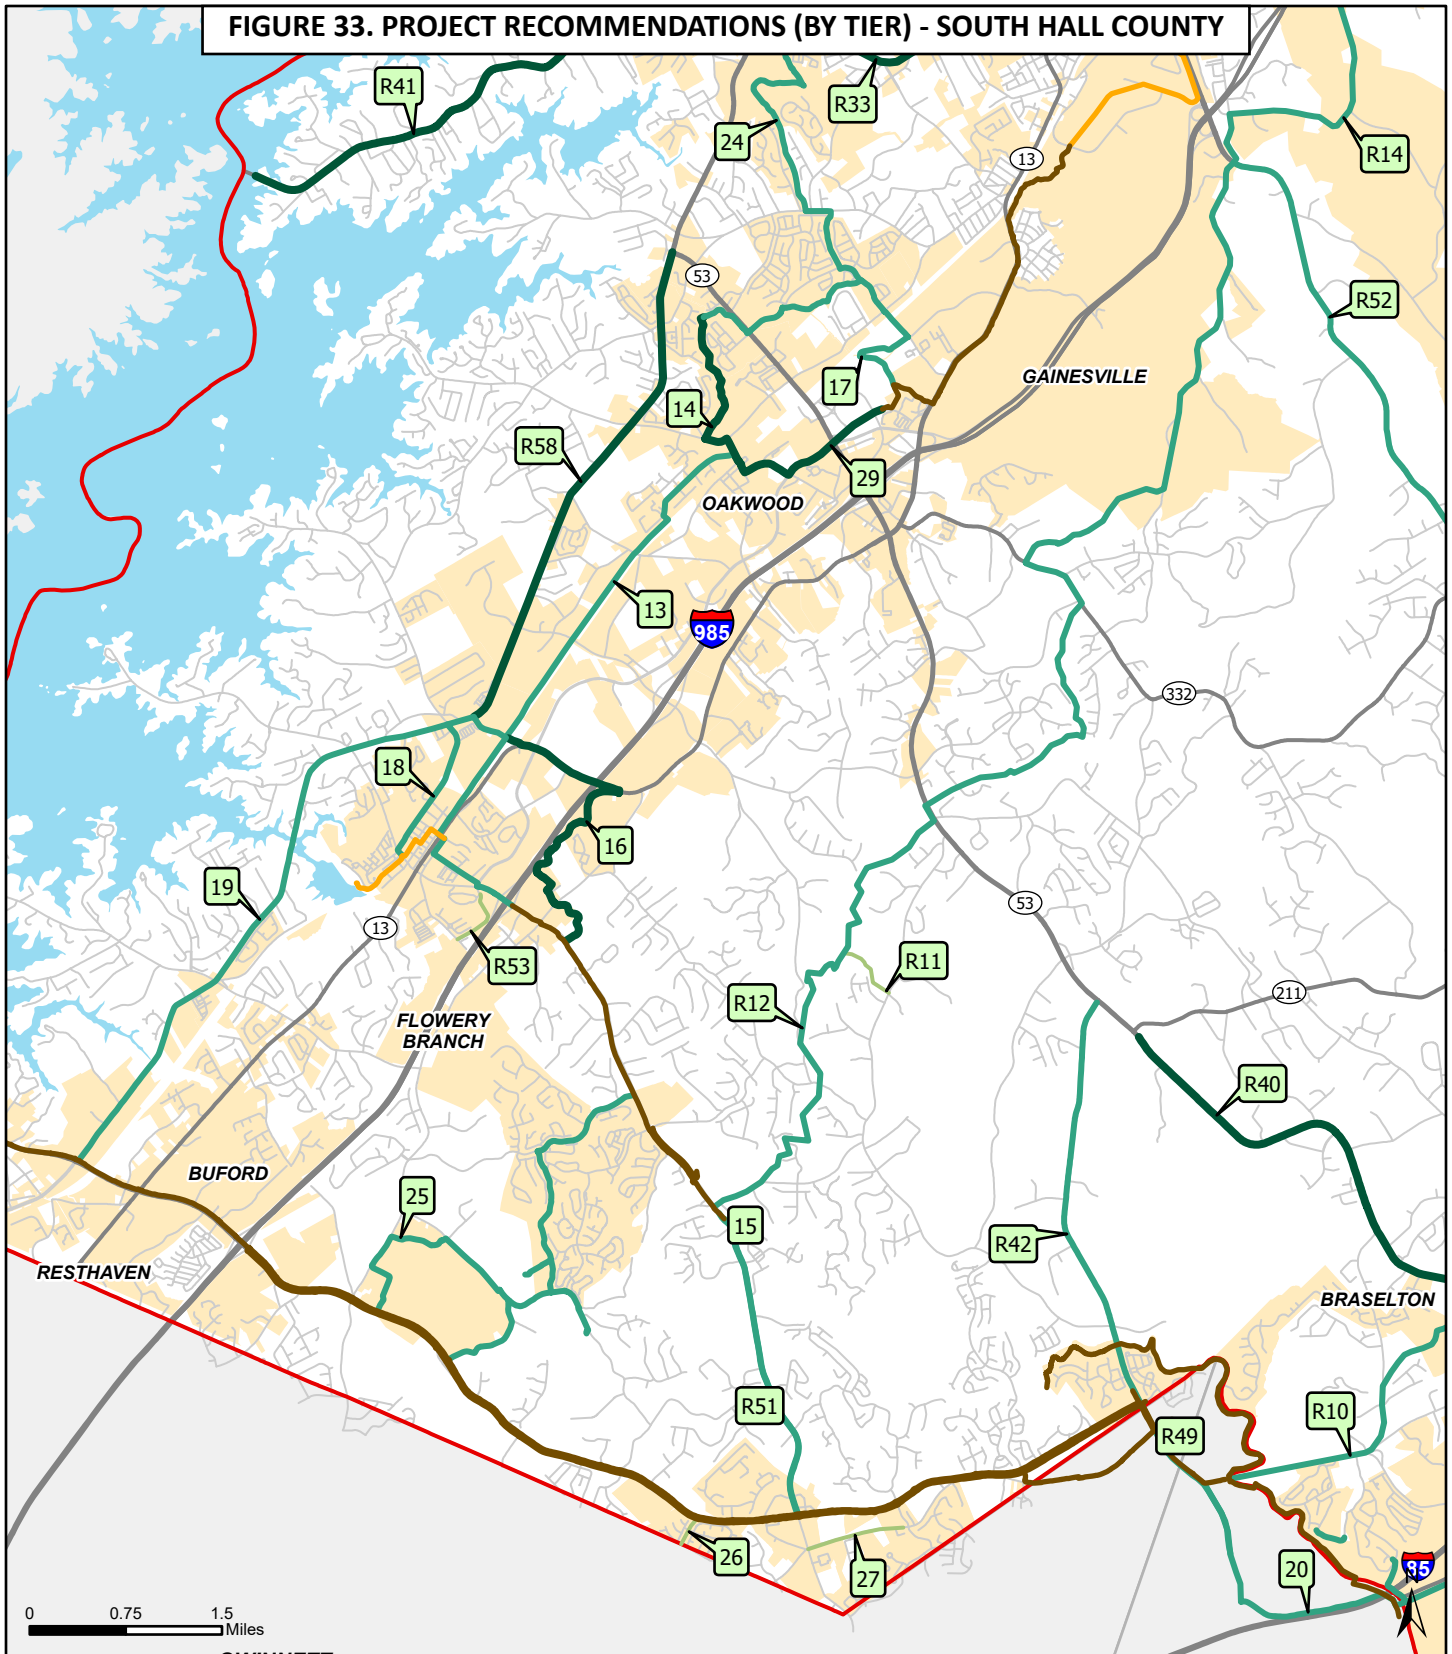 FIGURE 33. PROJECT RECOMMENDATIONS (BY TIER) - SOUTH HALL COUNTY
R41
R33
24
13
R14
53
R52
17
GAINESVILLE
14
R58
29
OAKWOOD
13
985
332
18
16
19
13
53
R53
R11
211
R12
FLOWERY
BRANCH
R40
BUFORD
25
15
R42
RESTHAVEN
BRASELTON
R51
R10
R49
26
27
20
85
0 0.75 1.5
Miles